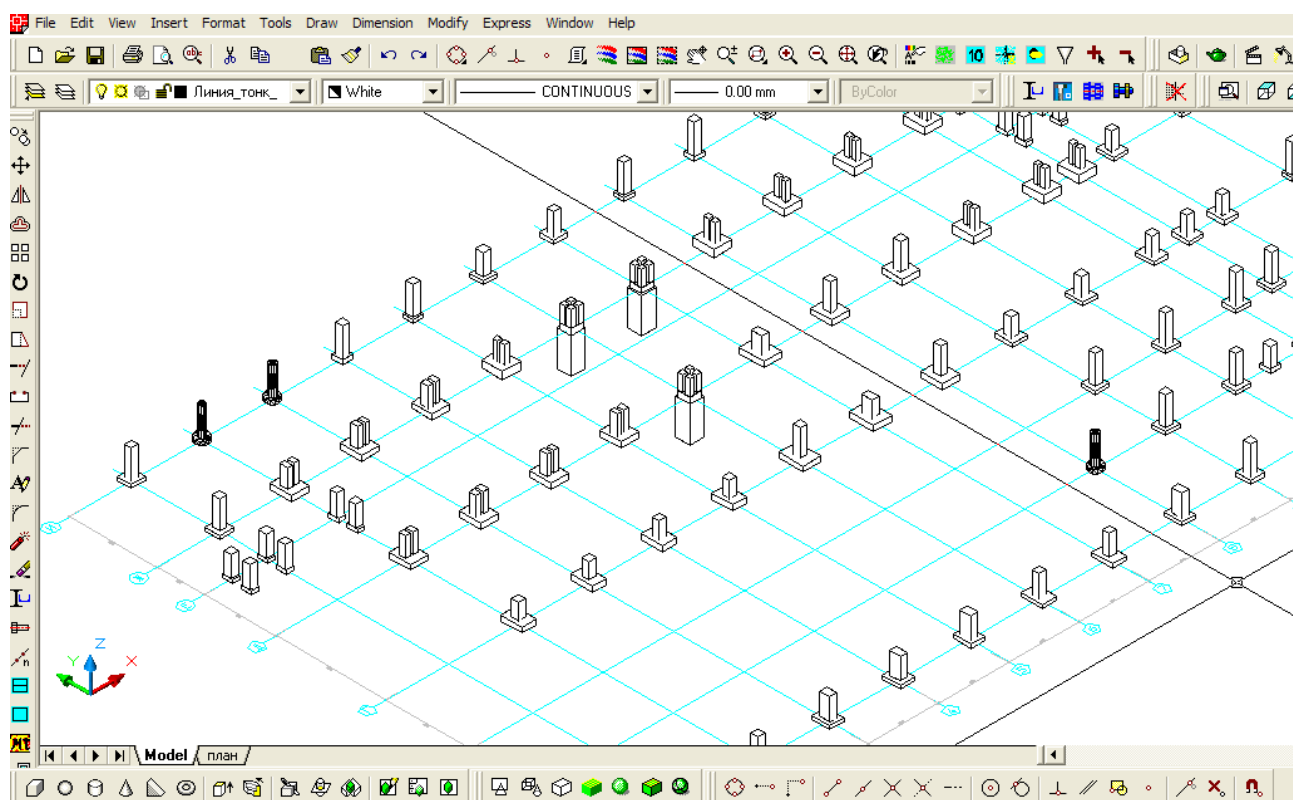 File Edit View Insert Format Tools Draw Dimension Modify Express Window Help
10
Линия_тонк_ White CONTINUOUS 0.00 mm ByColor
Z
Y X
Model план